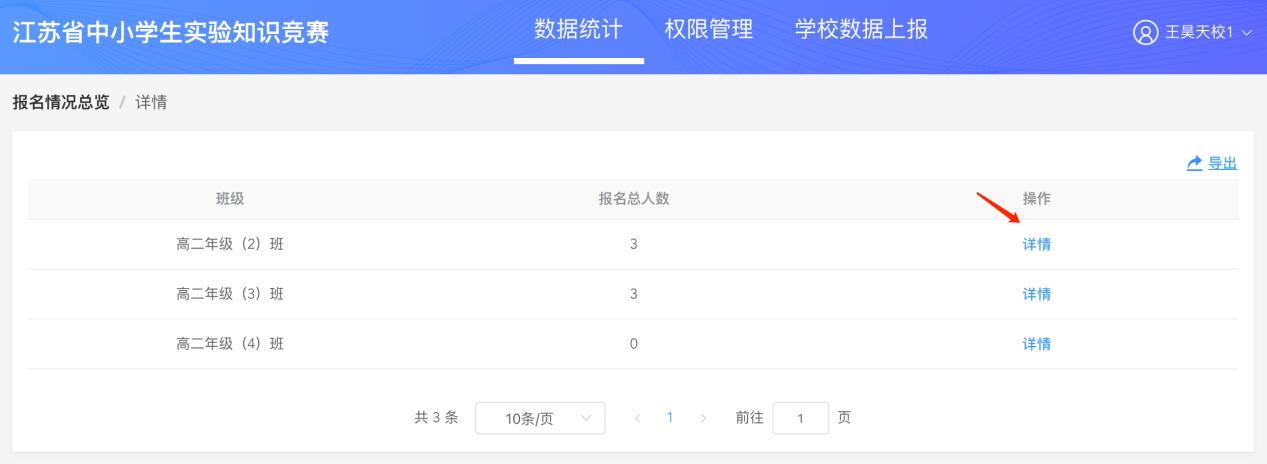 江苏省中小学生实验知识竞赛 数据统计 权限管理 学校数据上报 王昊天校1
报名情况总览 / 详情
导出
班级 报名总人数 操作
高二年级（2）班 3 详情
高二年级（3）班 3 详情
高二年级（4）班 0 详情
共 3 条 10条/页 1 前往 1 页